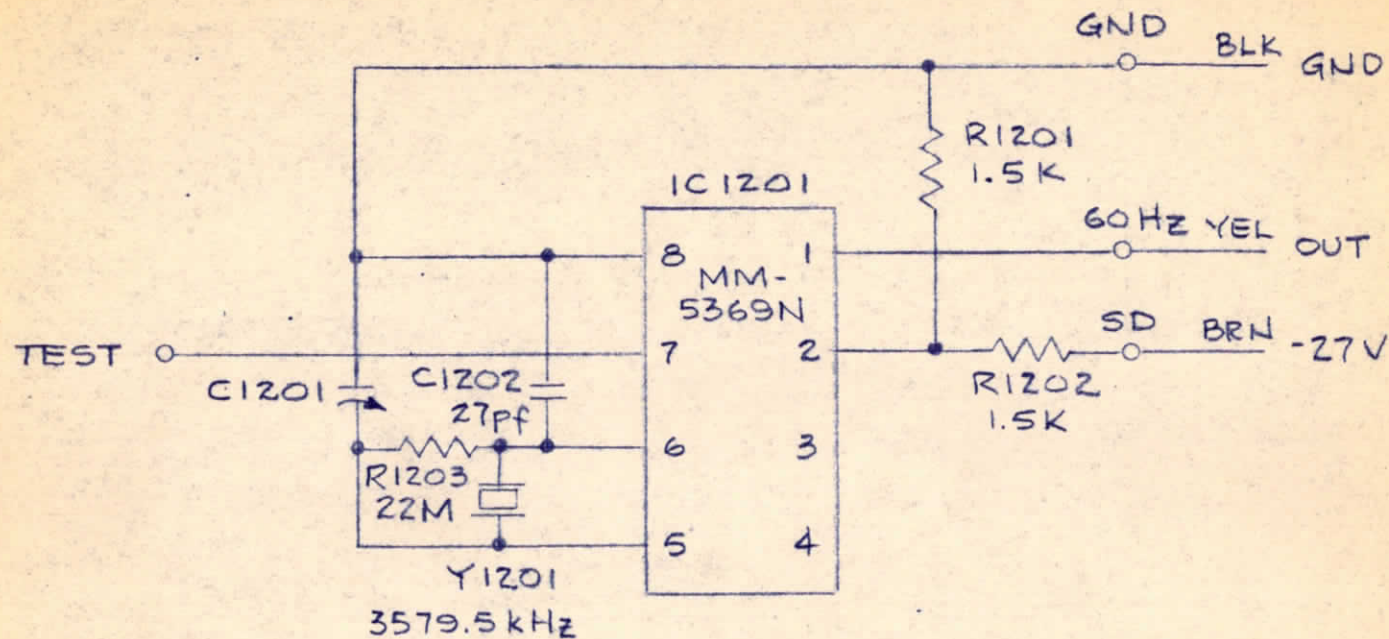 GND
BLK
GND
R1201
1.5K
IC1201
60Hz
YEL
OUT
8
1
MM-
5369N
SD
BRN
-27V
TEST
7
2
C1201
C1202
27pf
R1202
1.5K
6
3
R1203
22M
5
4
Y1201
3579.5kHz